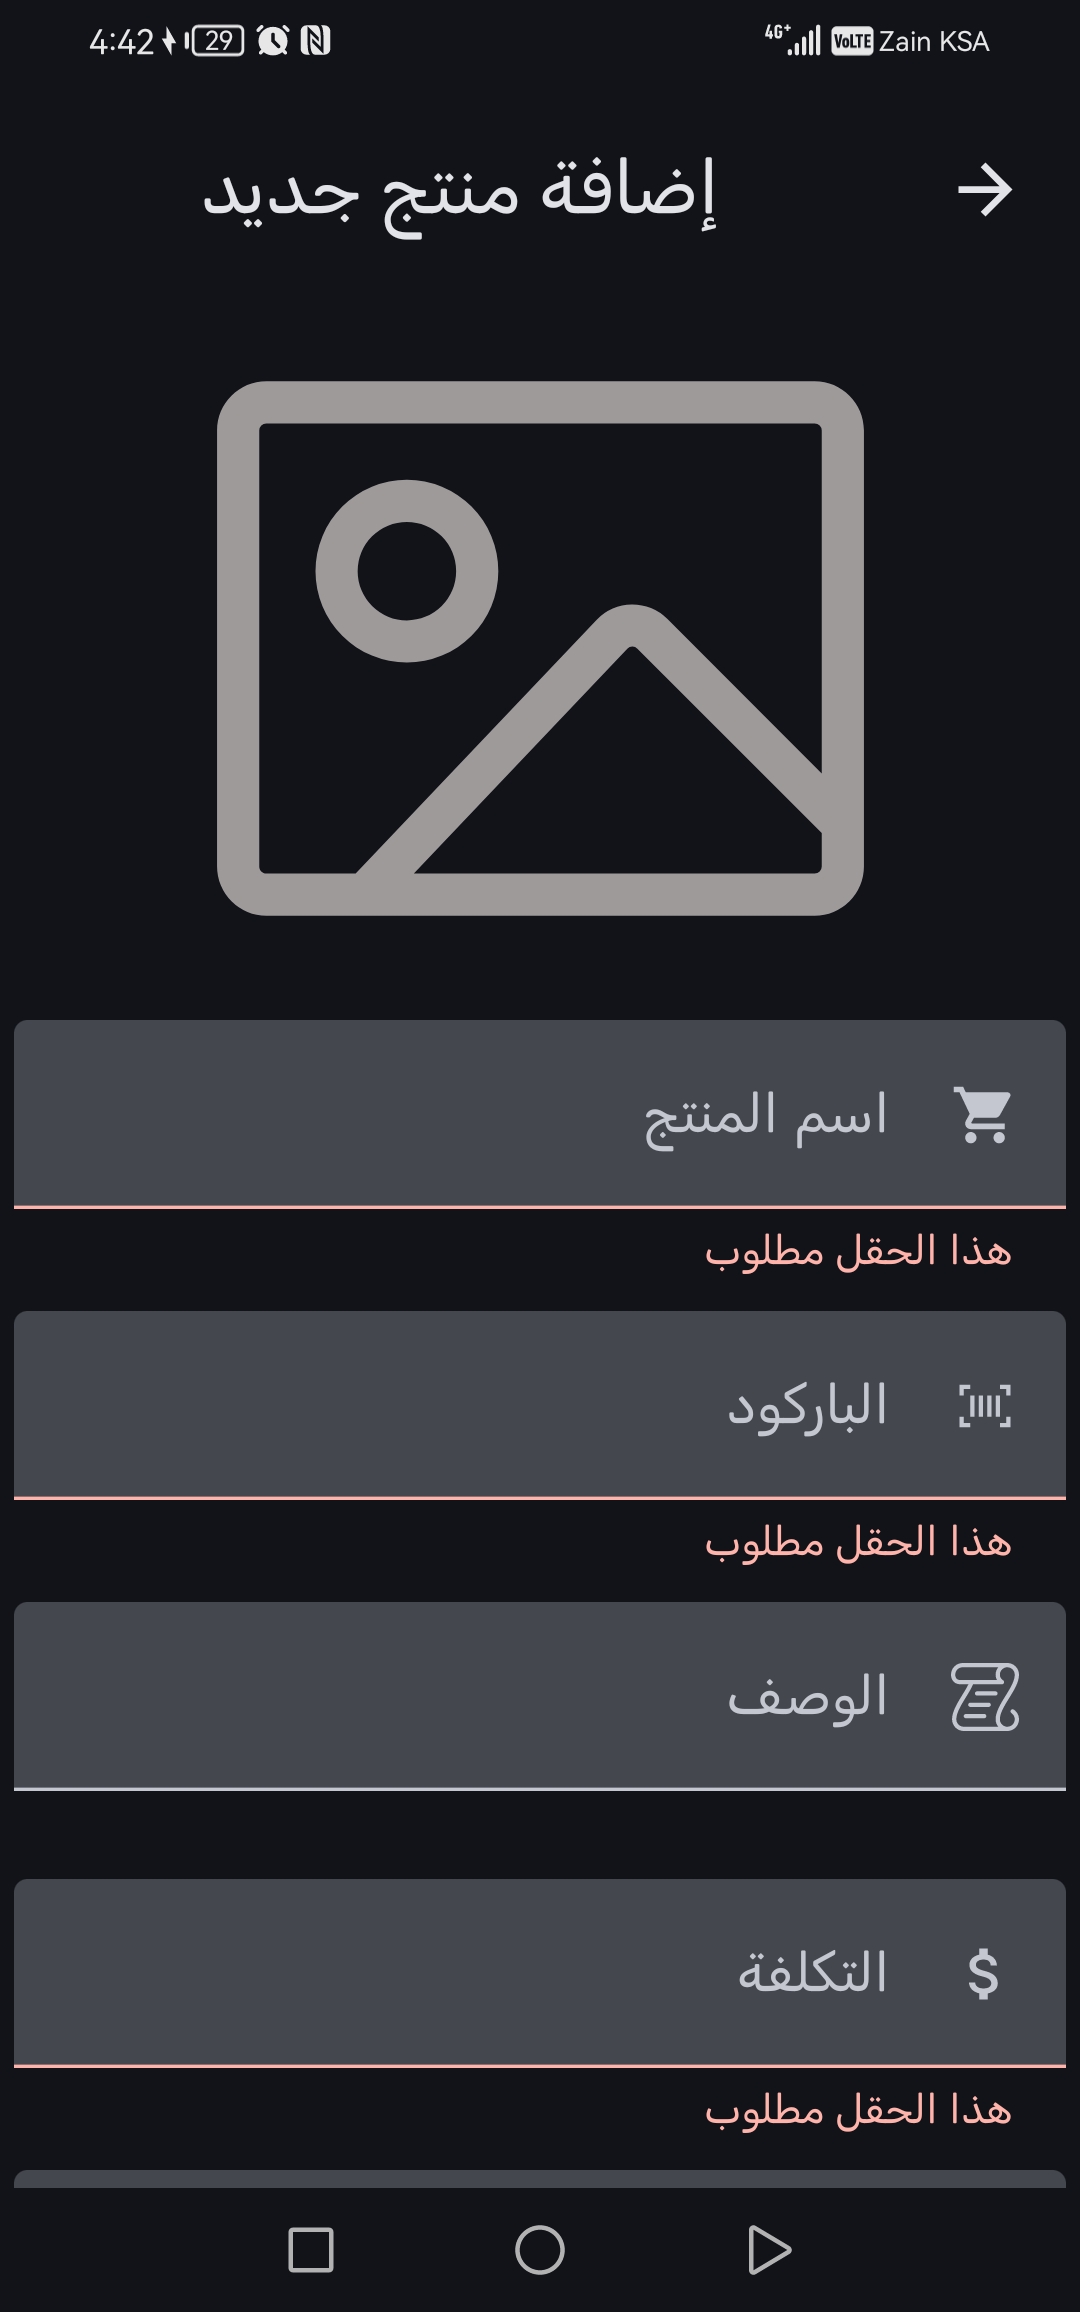 4:42 29 4G+ VoLTE Zain KSA
إضافة منتج جديد
اسم المنتج
هذا الحقل مطلوب
الباركود
هذا الحقل مطلوب
الوصف
التكلفة
$
هذا الحقل مطلوب